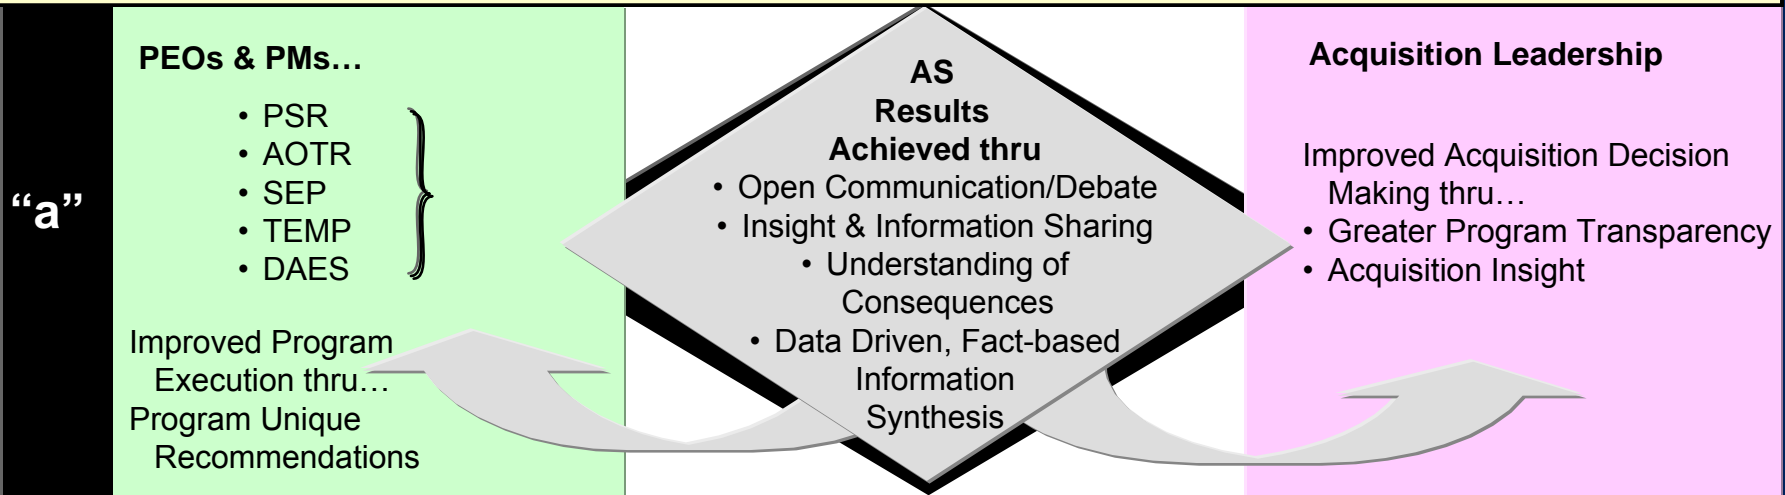 “a”
PEOs & PMs…
• PSR
• AOTR
• SEP
• TEMP
• DAES
Improved Program
Execution thru…
Program Unique
Recommendations
AS
Results
Achieved thru
• Open Communication/Debate
• Insight & Information Sharing
• Understanding of
Consequences
• Data Driven, Fact-based
Information
Synthesis
Acquisition Leadership
Improved Acquisition Decision
Making thru…
• Greater Program Transparency
• Acquisition Insight